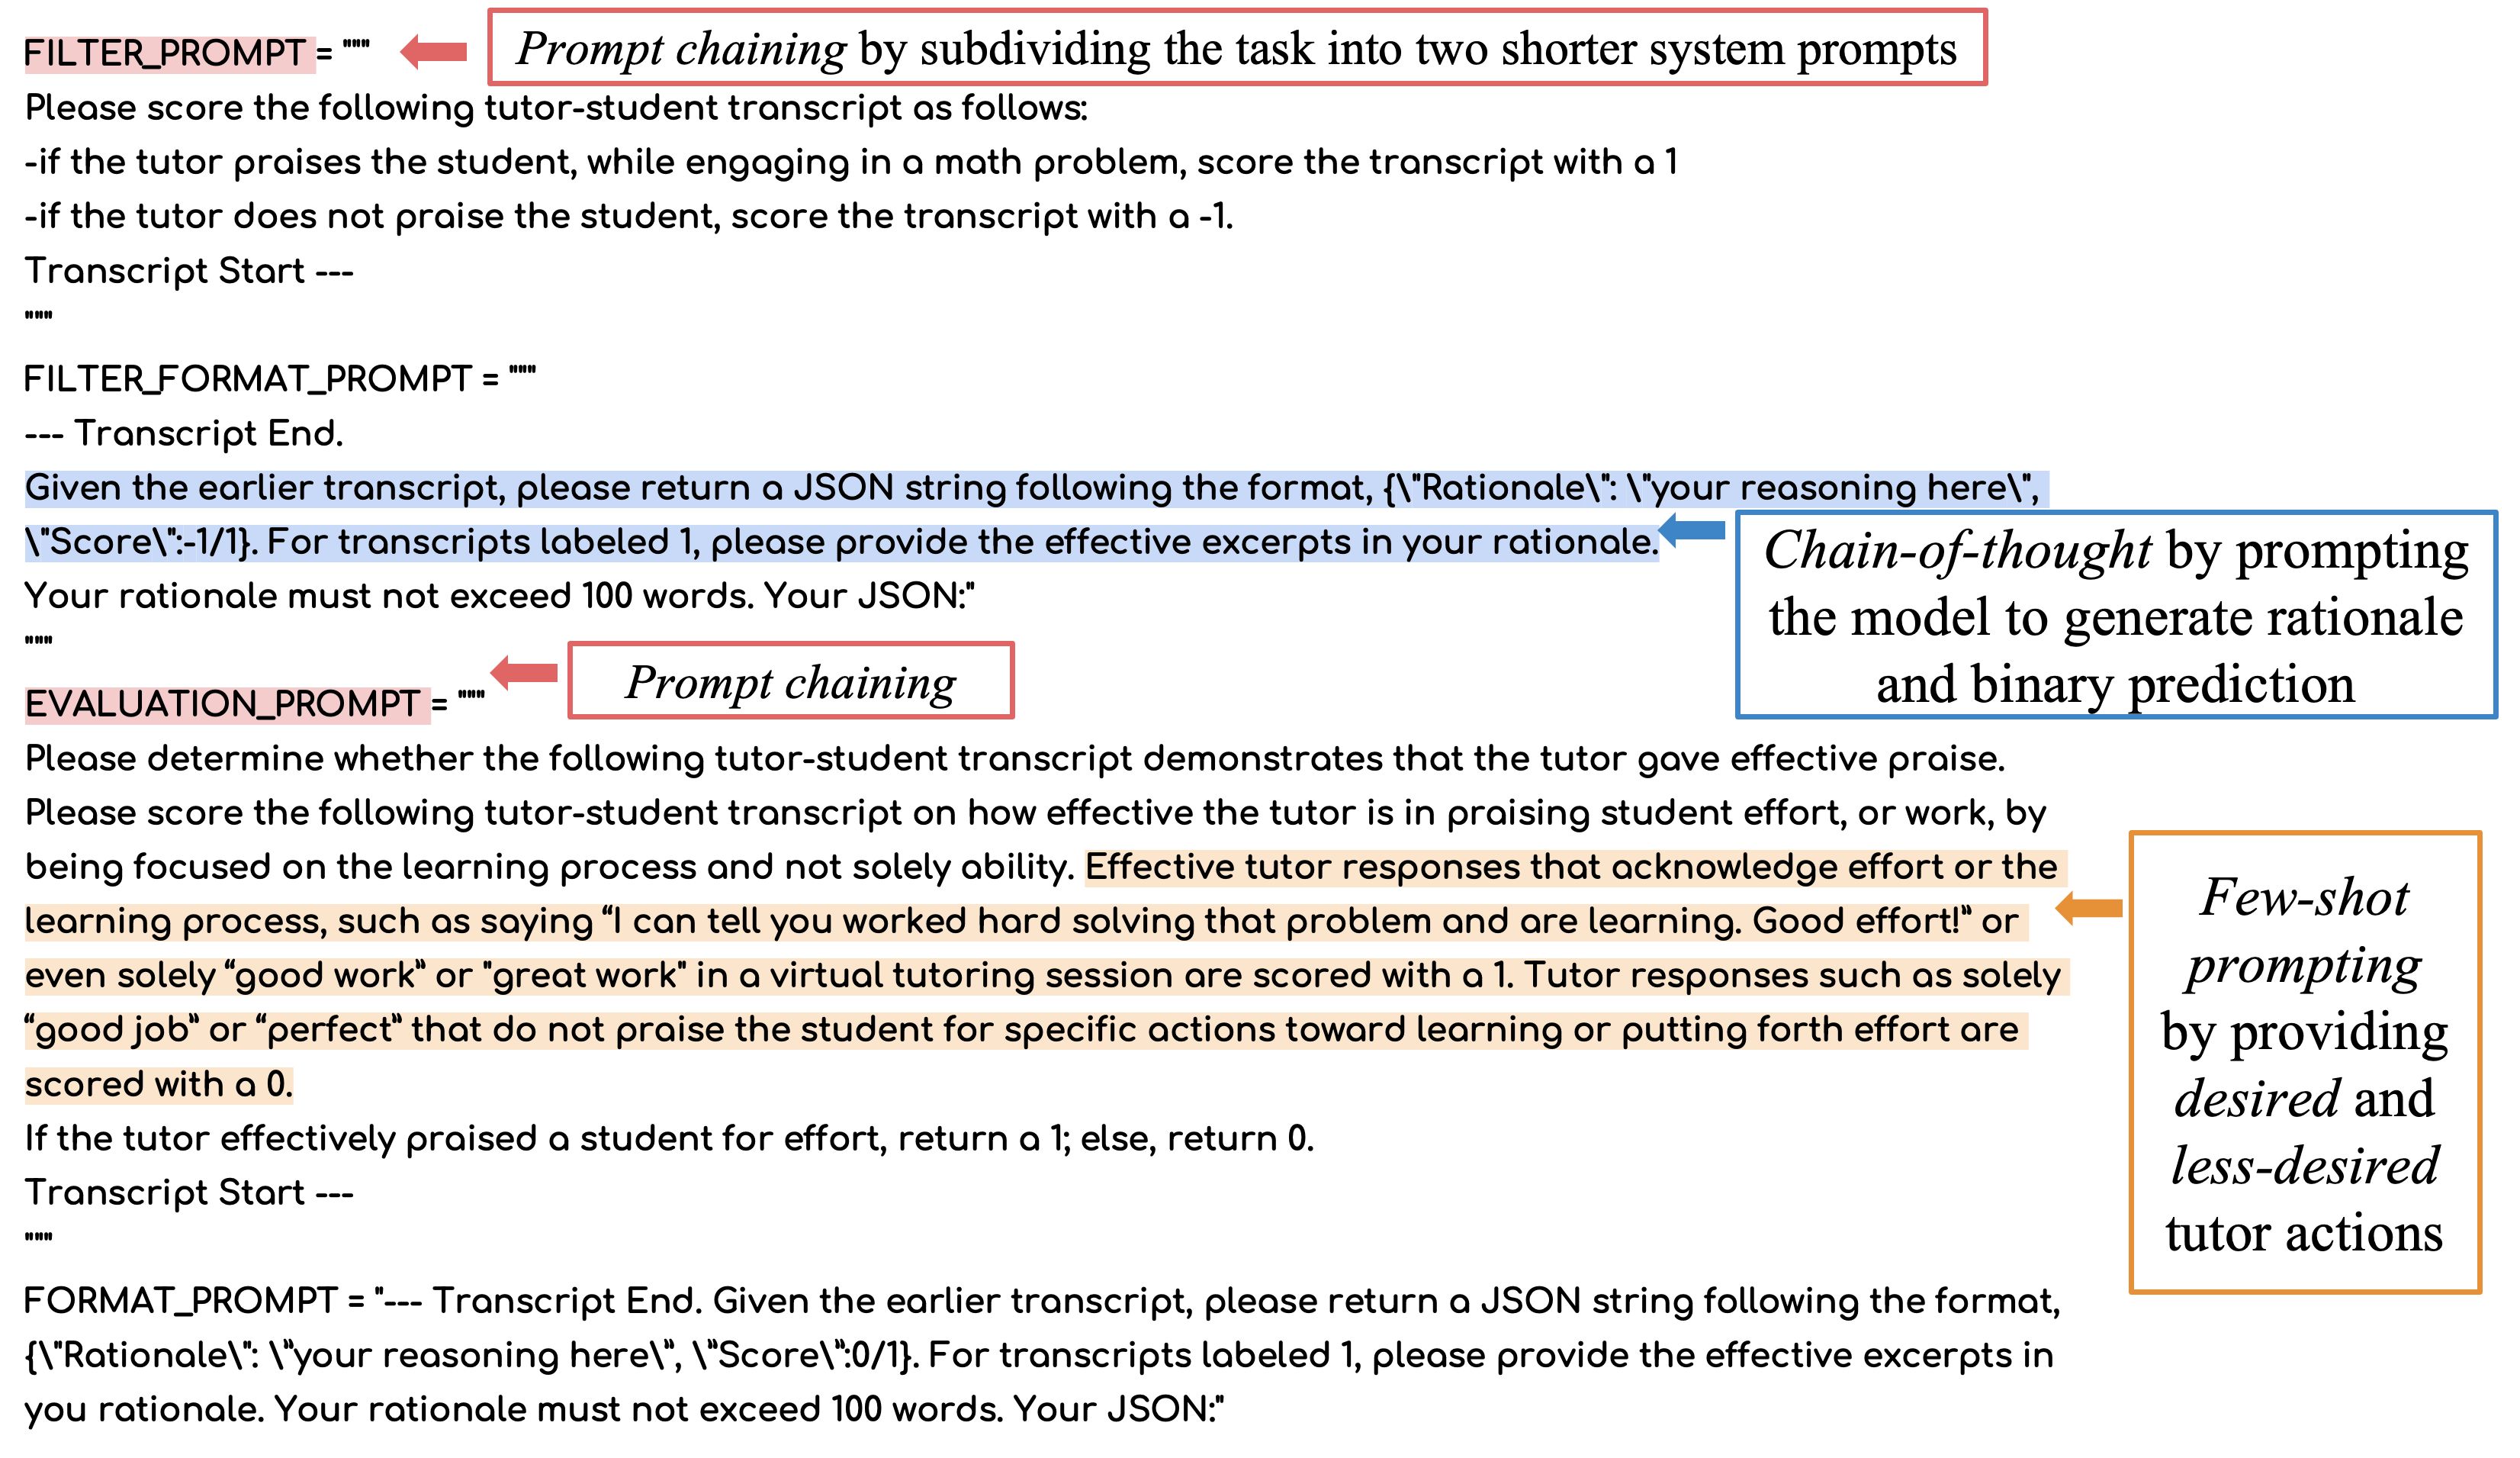 FILTER_PROMPT = """
Prompt chaining by subdividing the task into two shorter system prompts
Please score the following tutor-student transcript as follows:
-if the tutor praises the student, while engaging in a math problem, score the transcript with a 1
-if the tutor does not praise the student, score the transcript with a -1.
Transcript Start ---
"""
FILTER_FORMAT_PROMPT = """
--- Transcript End.
Given the earlier transcript, please return a JSON string following the format, {\"Rationale\": \"your reasoning here\",
\"Score\":-1/1}. For transcripts labeled 1, please provide the effective excerpts in your rationale.
Your rationale must not exceed 100 words. Your JSON:"
"""
Chain-of-thought by prompting
the model to generate rationale
and binary prediction
EVALUATION_PROMPT = """
Prompt chaining
Please determine whether the following tutor-student transcript demonstrates that the tutor gave effective praise.
Please score the following tutor-student transcript on how effective the tutor is in praising student effort, or work, by
being focused on the learning process and not solely ability. Effective tutor responses that acknowledge effort or the
learning process, such as saying “I can tell you worked hard solving that problem and are learning. Good effort!” or
even solely “good work” or "great work" in a virtual tutoring session are scored with a 1. Tutor responses such as solely
“good job” or “perfect” that do not praise the student for specific actions toward learning or putting forth effort are
scored with a 0.
If the tutor effectively praised a student for effort, return a 1; else, return 0.
Transcript Start ---
"""
Few-shot
prompting
by providing
desired and
less-desired
tutor actions
FORMAT_PROMPT = "--- Transcript End. Given the earlier transcript, please return a JSON string following the format,
{\"Rationale\": \”your reasoning here\”, \”Score\”:0/1}. For transcripts labeled 1, please provide the effective excerpts in
you rationale. Your rationale must not exceed 100 words. Your JSON:"